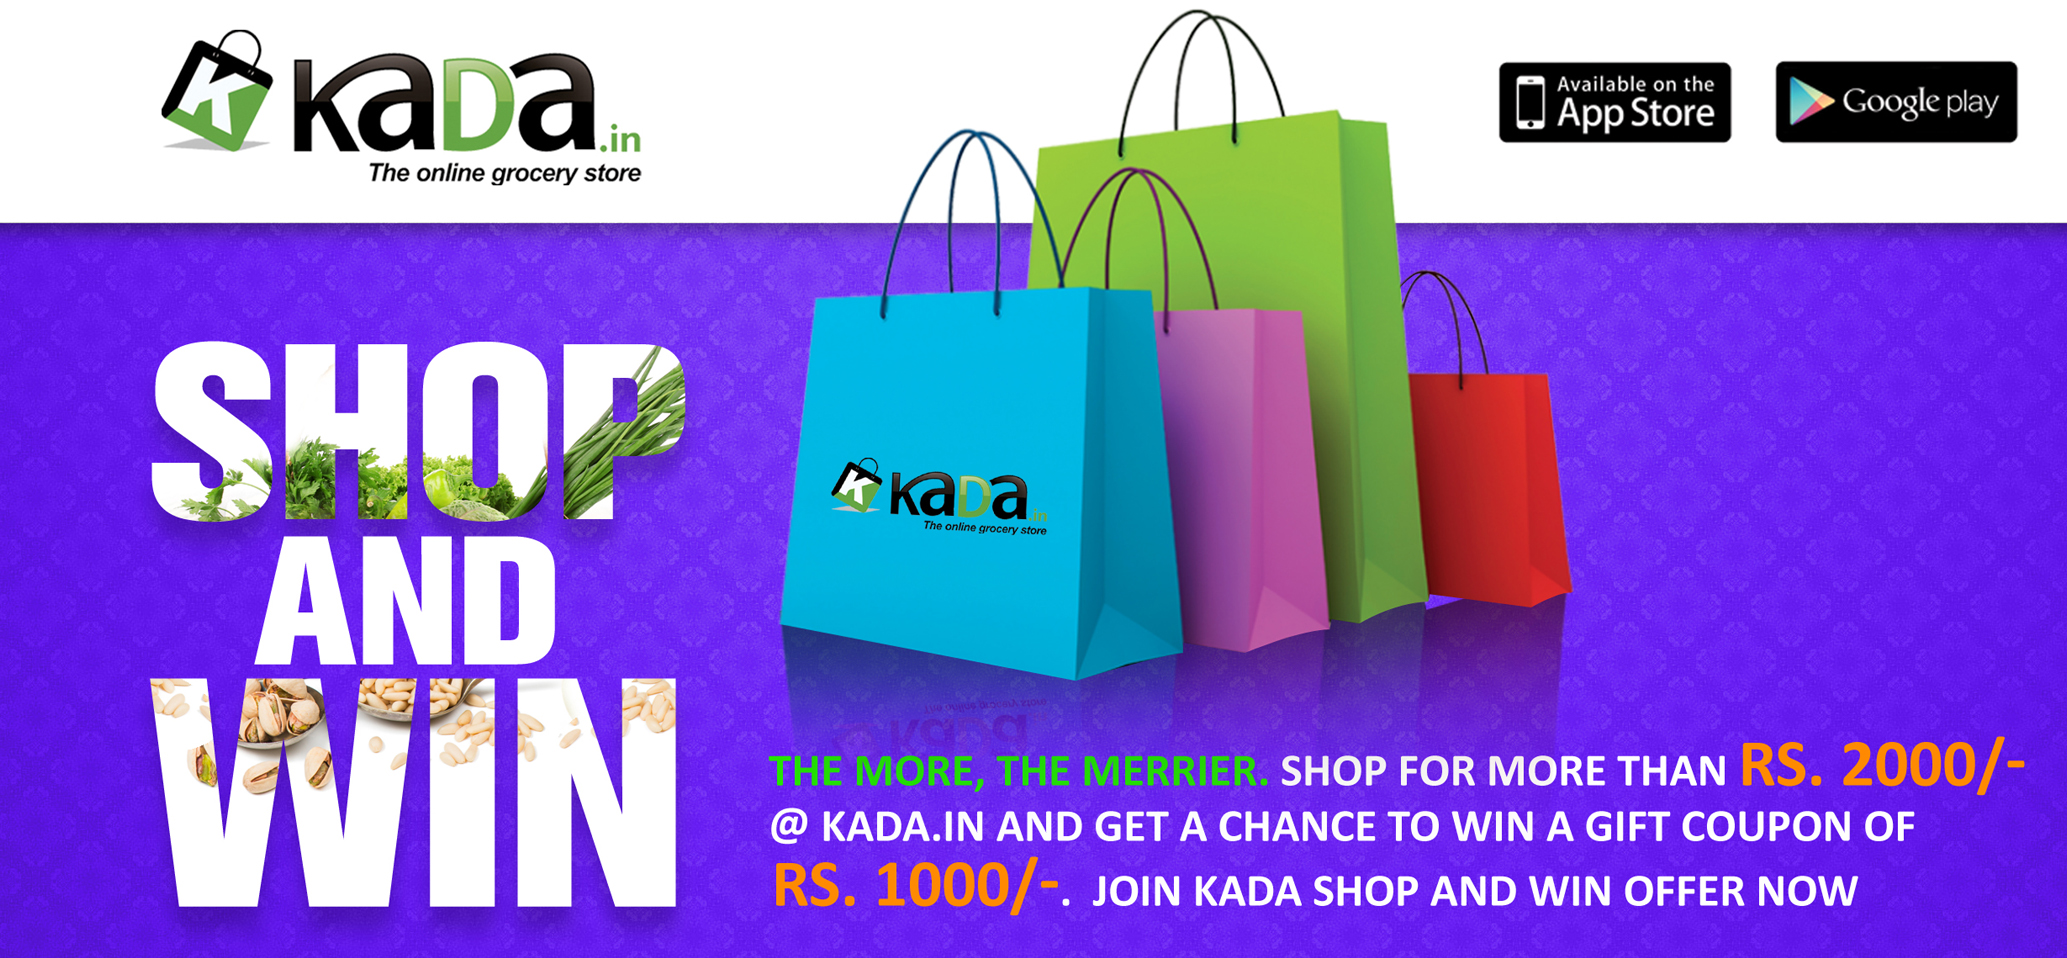 K KaDa.in
The online grocery store
Available on the
App Store
Google play
SHOP
AND
WIN
K KaDa.in
The online grocery store
THE MORE, THE MERRIER. SHOP FOR MORE THAN RS. 2000/-
@ KADA.IN AND GET A CHANCE TO WIN A GIFT COUPON OF
RS. 1000/-. JOIN KADA SHOP AND WIN OFFER NOW